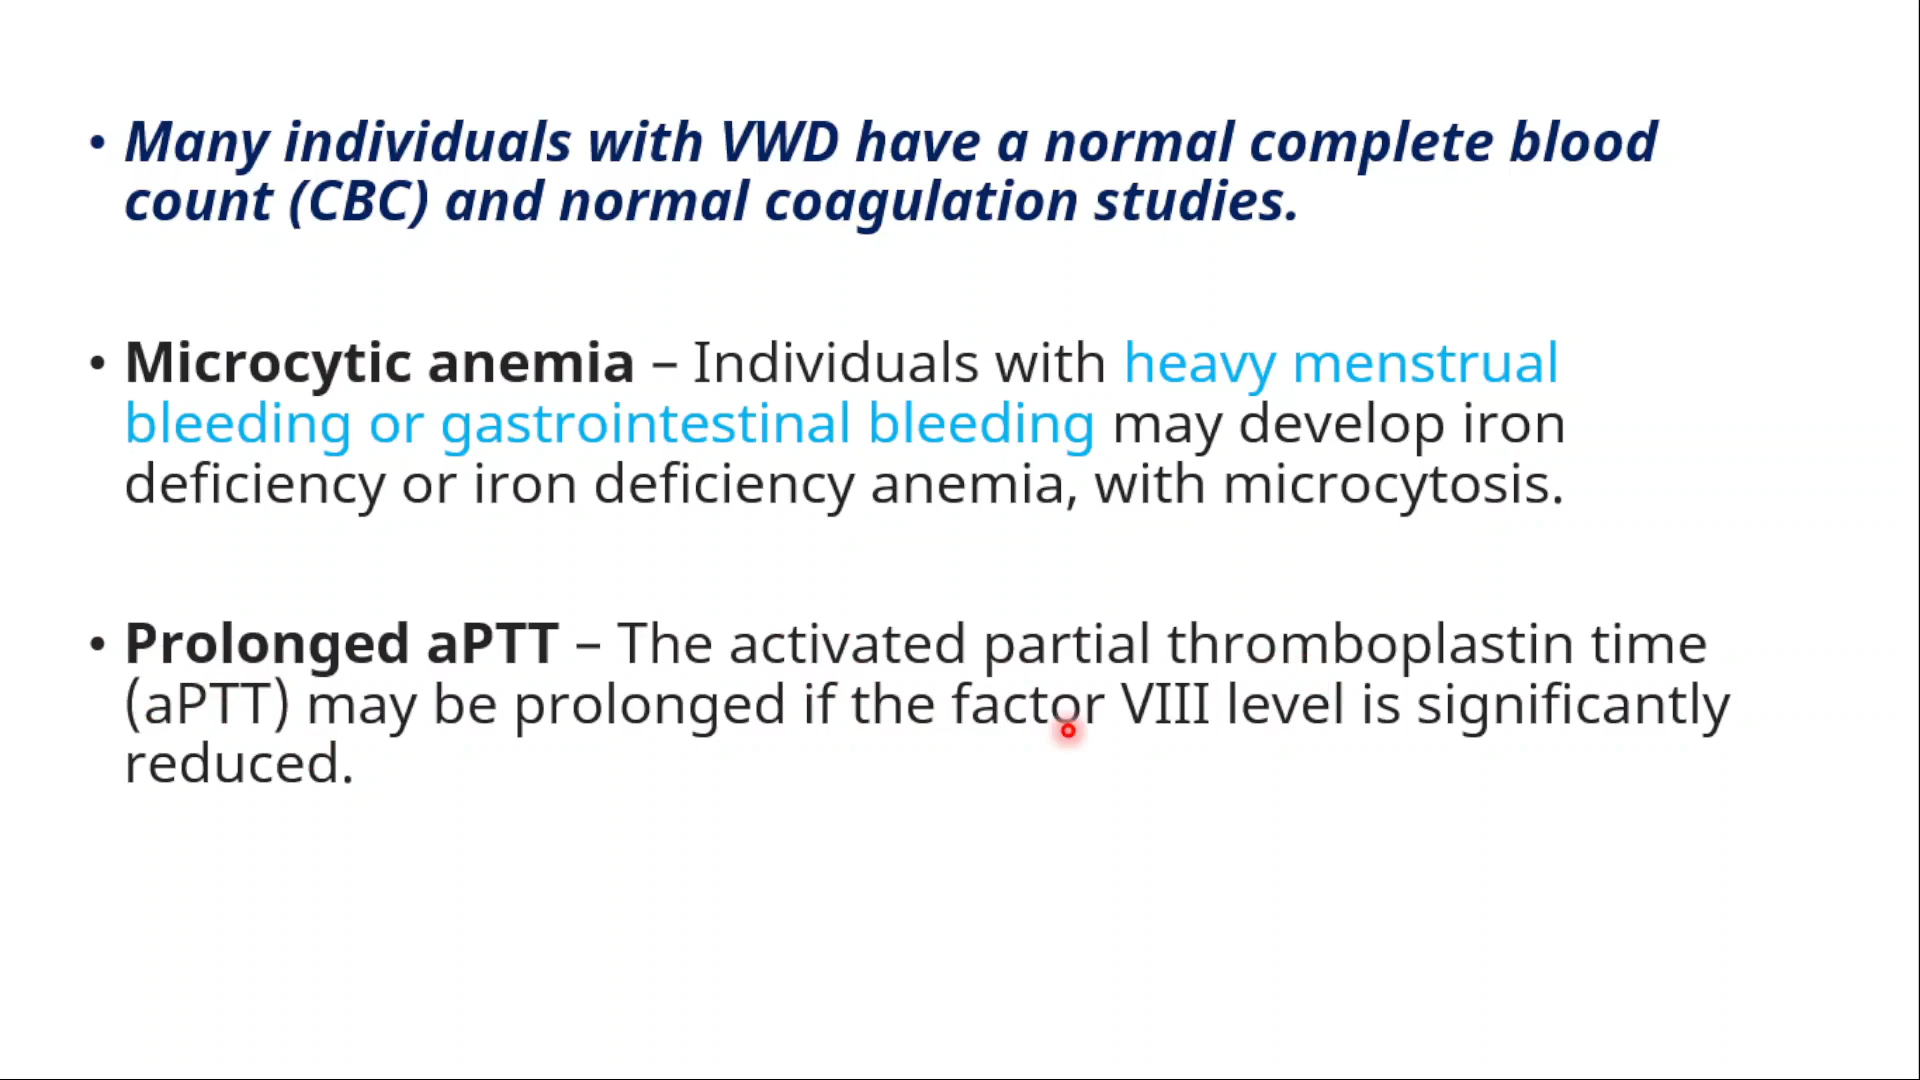 • Many individuals with VWD have a normal complete blood
count (CBC) and normal coagulation studies.
• Microcytic anemia – Individuals with heavy menstrual
bleeding or gastrointestinal bleeding may develop iron
deficiency or iron deficiency anemia, with microcytosis.
• Prolonged aPTT – The activated partial thromboplastin time
(aPTT) may be prolonged if the factor VIII level is significantly
reduced.